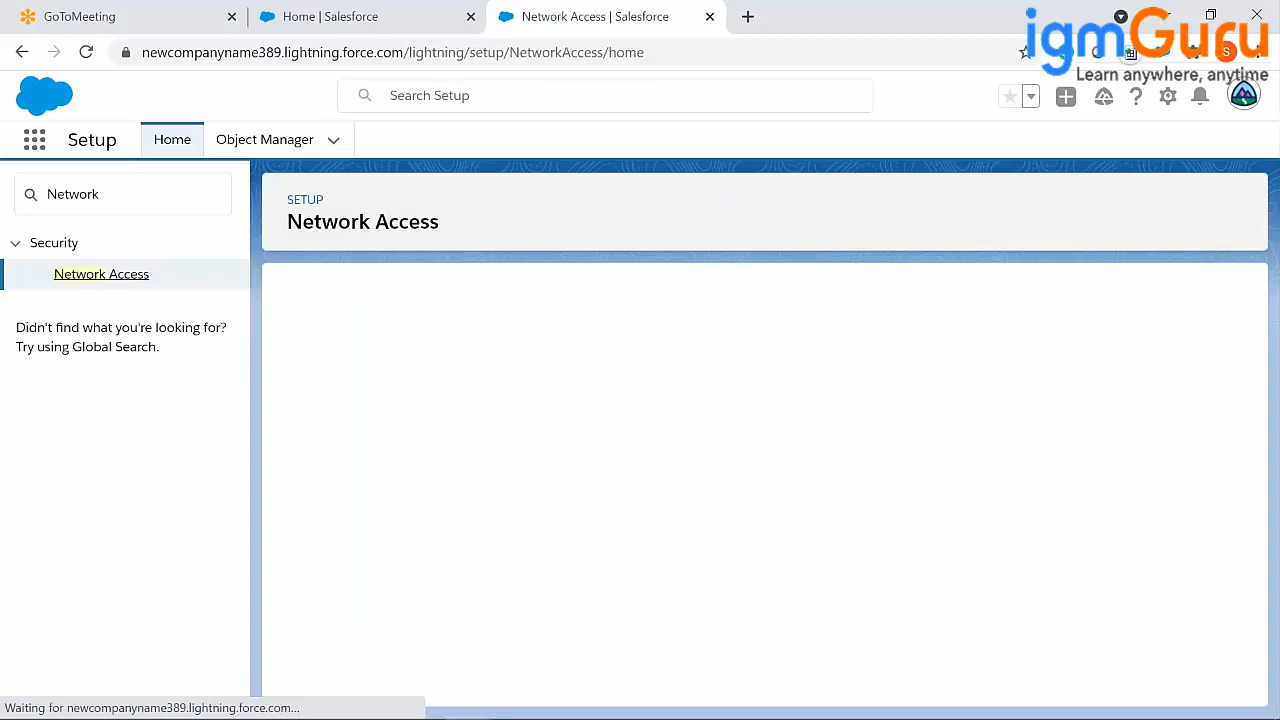 GoToMeeting
Home | Salesforce
Network Access | Salesforce
newcompanyname389.lightning.force.com/lightning/setup/NetworkAccess/home
igmGuru
Learn anywhere, anytime
Search Setup
Setup
Home
Object Manager
Network
Security
Network Access
Didn't find what you're looking for?
Try using Global Search.
SETUP
Network Access
Waiting for newcompanyname389.lightning.force.com...